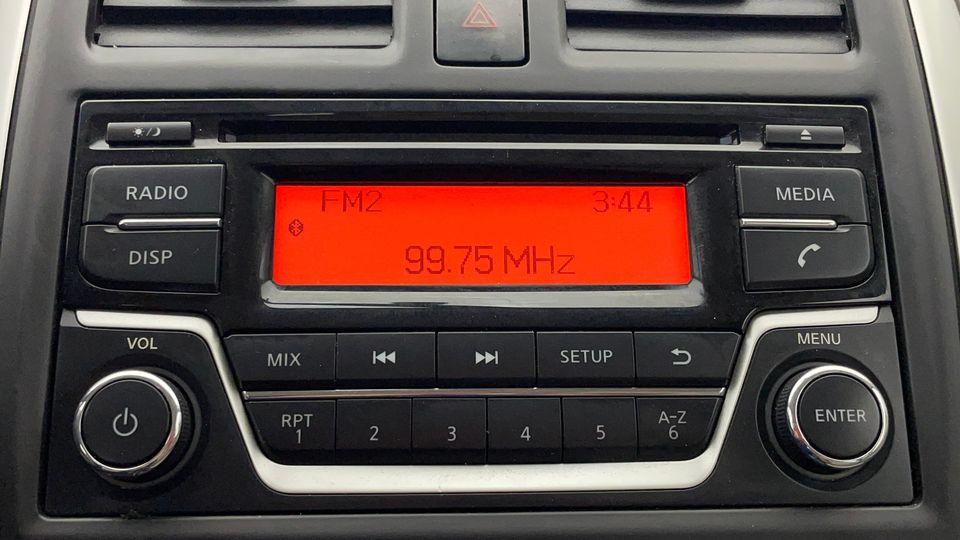 RADIO
MEDIA
DISP
FM2 3:44
99.75 MHz
VOL
MENU
MIX
SETUP
ENTER
RPT A-Z
1 2 3 4 5 6